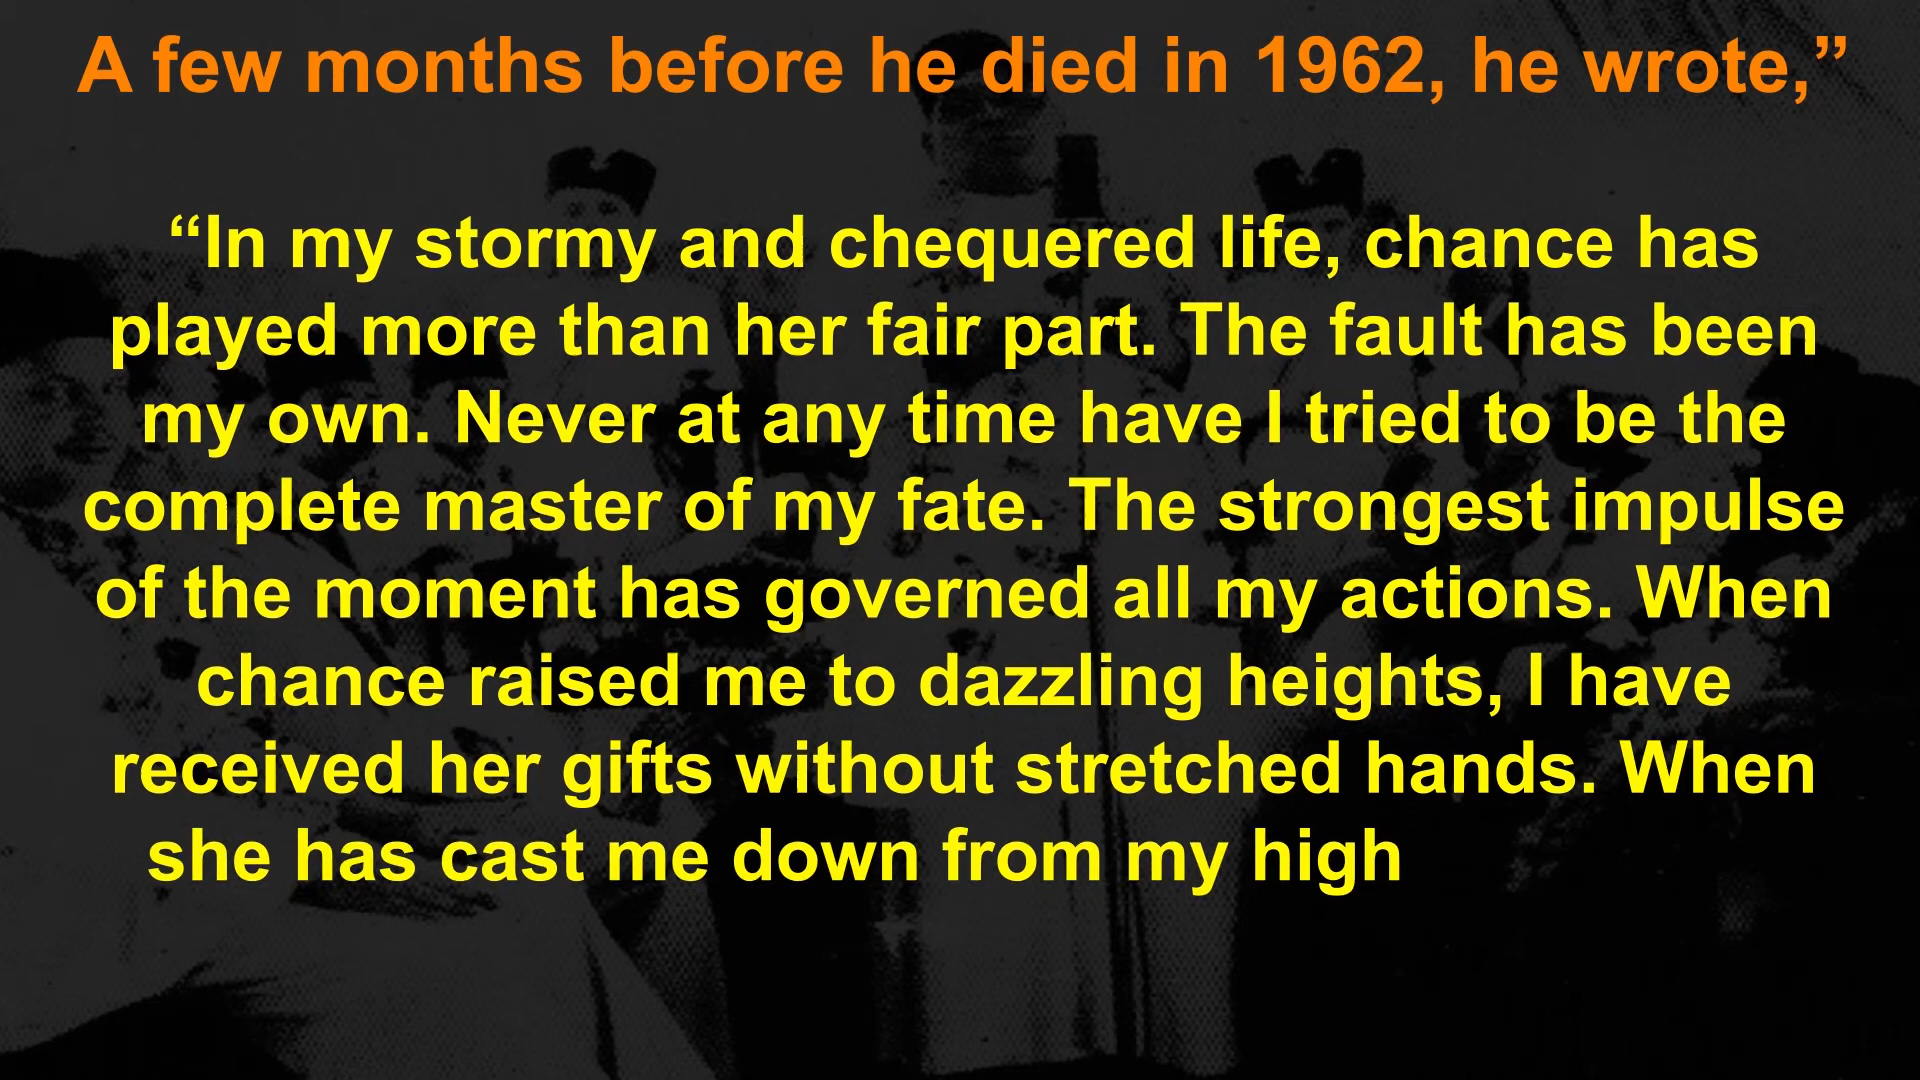 A few months before he died in 1962, he wrote,”
“In my stormy and chequered life, chance has
played more than her fair part. The fault has been
my own. Never at any time have I tried to be the
complete master of my fate. The strongest impulse
of the moment has governed all my actions. When
chance raised me to dazzling heights, I have
received her gifts without stretched hands. When
she has cast me down from my high